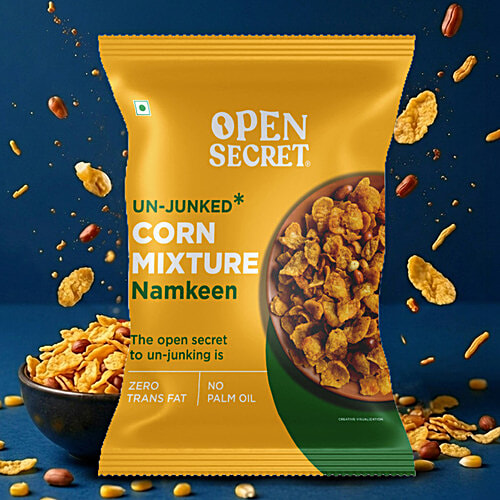 OPEN
SECRET®
UN-JUNKED*
CORN
MIXTURE
Namkeen
The open secret
to un-junking is
ZERO
TRANS FAT
NO
PALM OIL
CREATIVE VISUALIZATION